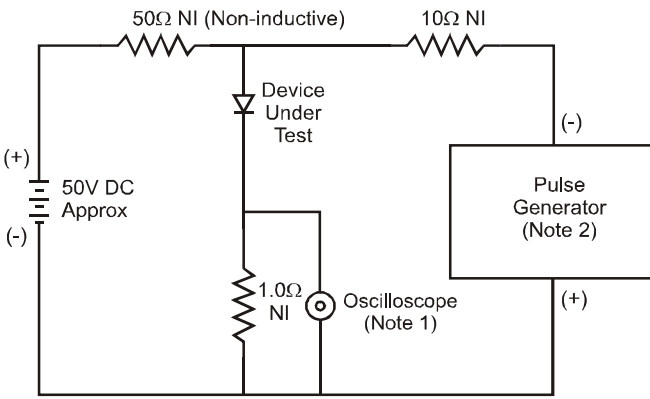 50Ω NI (Non-inductive)
10Ω NI
Device
Under
Test
(+)
50V DC
Approx
(-)
(-)
Pulse
Generator
(Note 2)
(+)
1.0Ω
NI
Oscilloscope
(Note 1)